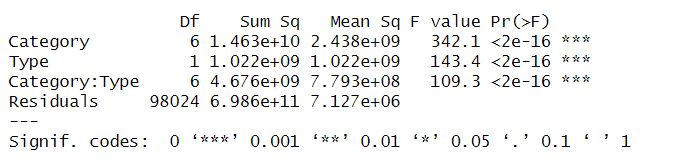 Df Sum Sq Mean Sq F value Pr(>F)
Category 6 1.463e+10 2.438e+09 342.1 <2e-16 ***
Type 1 1.022e+09 1.022e+09 143.4 <2e-16 ***
Category:Type 6 4.676e+09 7.793e+08 109.3 <2e-16 ***
Residuals 98024 6.986e+11 7.127e+06
---
Signif. codes: 0 ‘***’ 0.001 ‘**’ 0.01 ‘*’ 0.05 ‘.’ 0.1 ‘ ’ 1